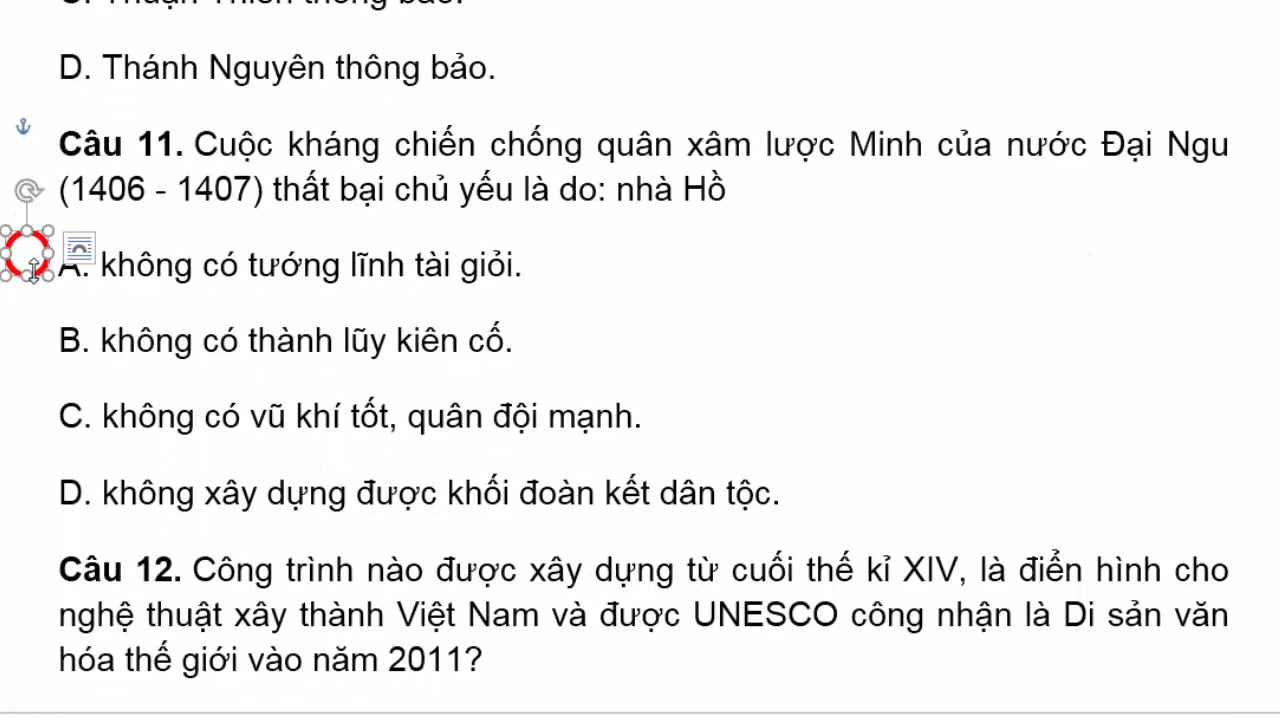 D. Thánh Nguyên thông bảo.
Câu 11. Cuộc kháng chiến chống quân xâm lược Minh của nước Đại Ngu
(1406 - 1407) thất bại chủ yếu là do: nhà Hồ
A. không có tướng lĩnh tài giỏi.
B. không có thành lũy kiên cố.
C. không có vũ khí tốt, quân đội mạnh.
D. không xây dựng được khối đoàn kết dân tộc.
Câu 12. Công trình nào được xây dựng từ cuối thế kỉ XIV, là điển hình cho
nghệ thuật xây thành Việt Nam và được UNESCO công nhận là Di sản văn
hóa thế giới vào năm 2011?